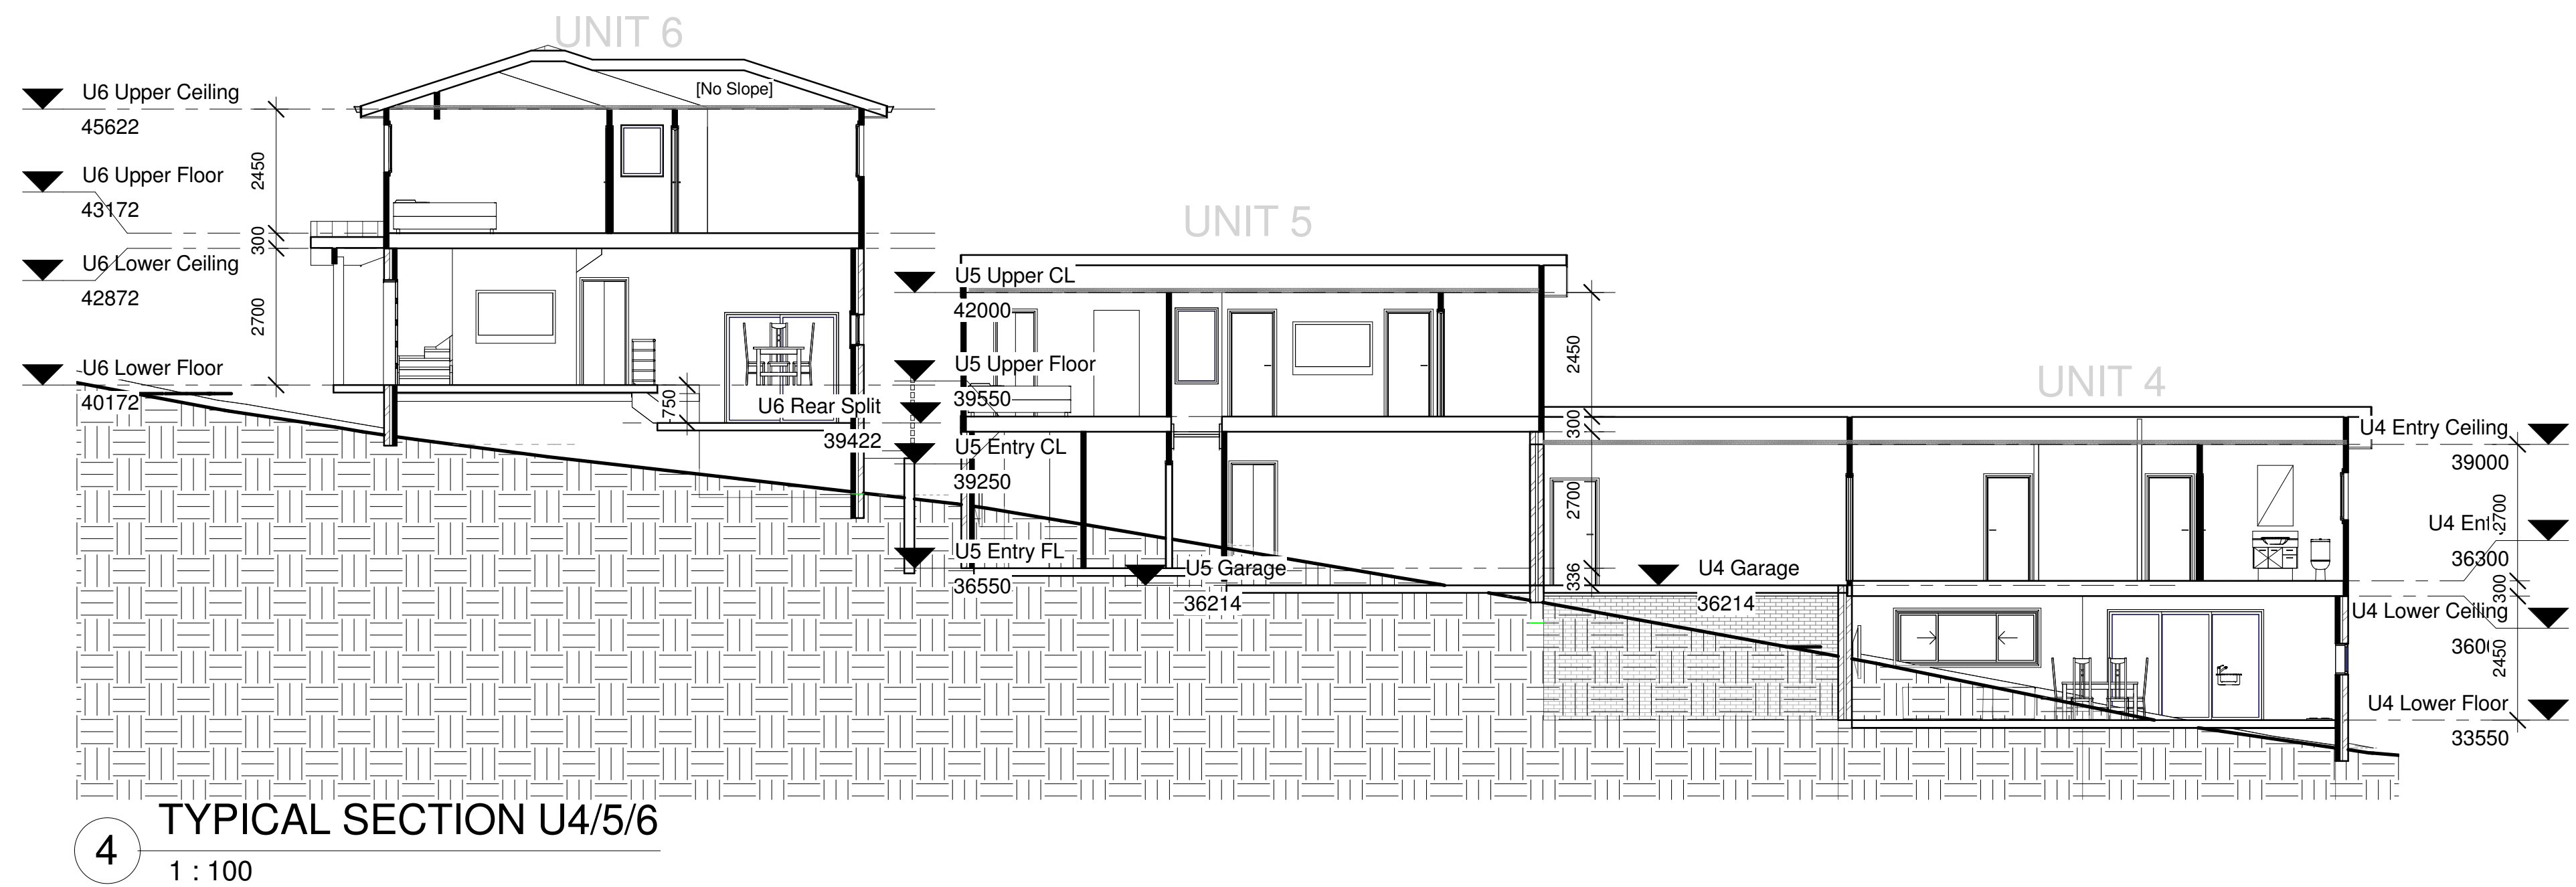 UNIT 6
[No Slope]
U6 Upper Ceiling
45622
2450
U6 Upper Floor
43172
300
U6 Lower Ceiling
42872
2700
U6 Lower Floor
40172
750
U6 Rear Split
39422
UNIT 5
U5 Upper CL
42000
2450
U5 Upper Floor
39550
300
U5 Entry CL
39250
2700
U5 Entry FL
36550
336
U5 Garage
36214
U4 Garage
36214
UNIT 4
U4 Entry Ceiling
39000
2700
U4 Ent
36300
300
U4 Lower Ceiling
3600
2450
U4 Lower Floor
33550
4
TYPICAL SECTION U4/5/6
1 : 100